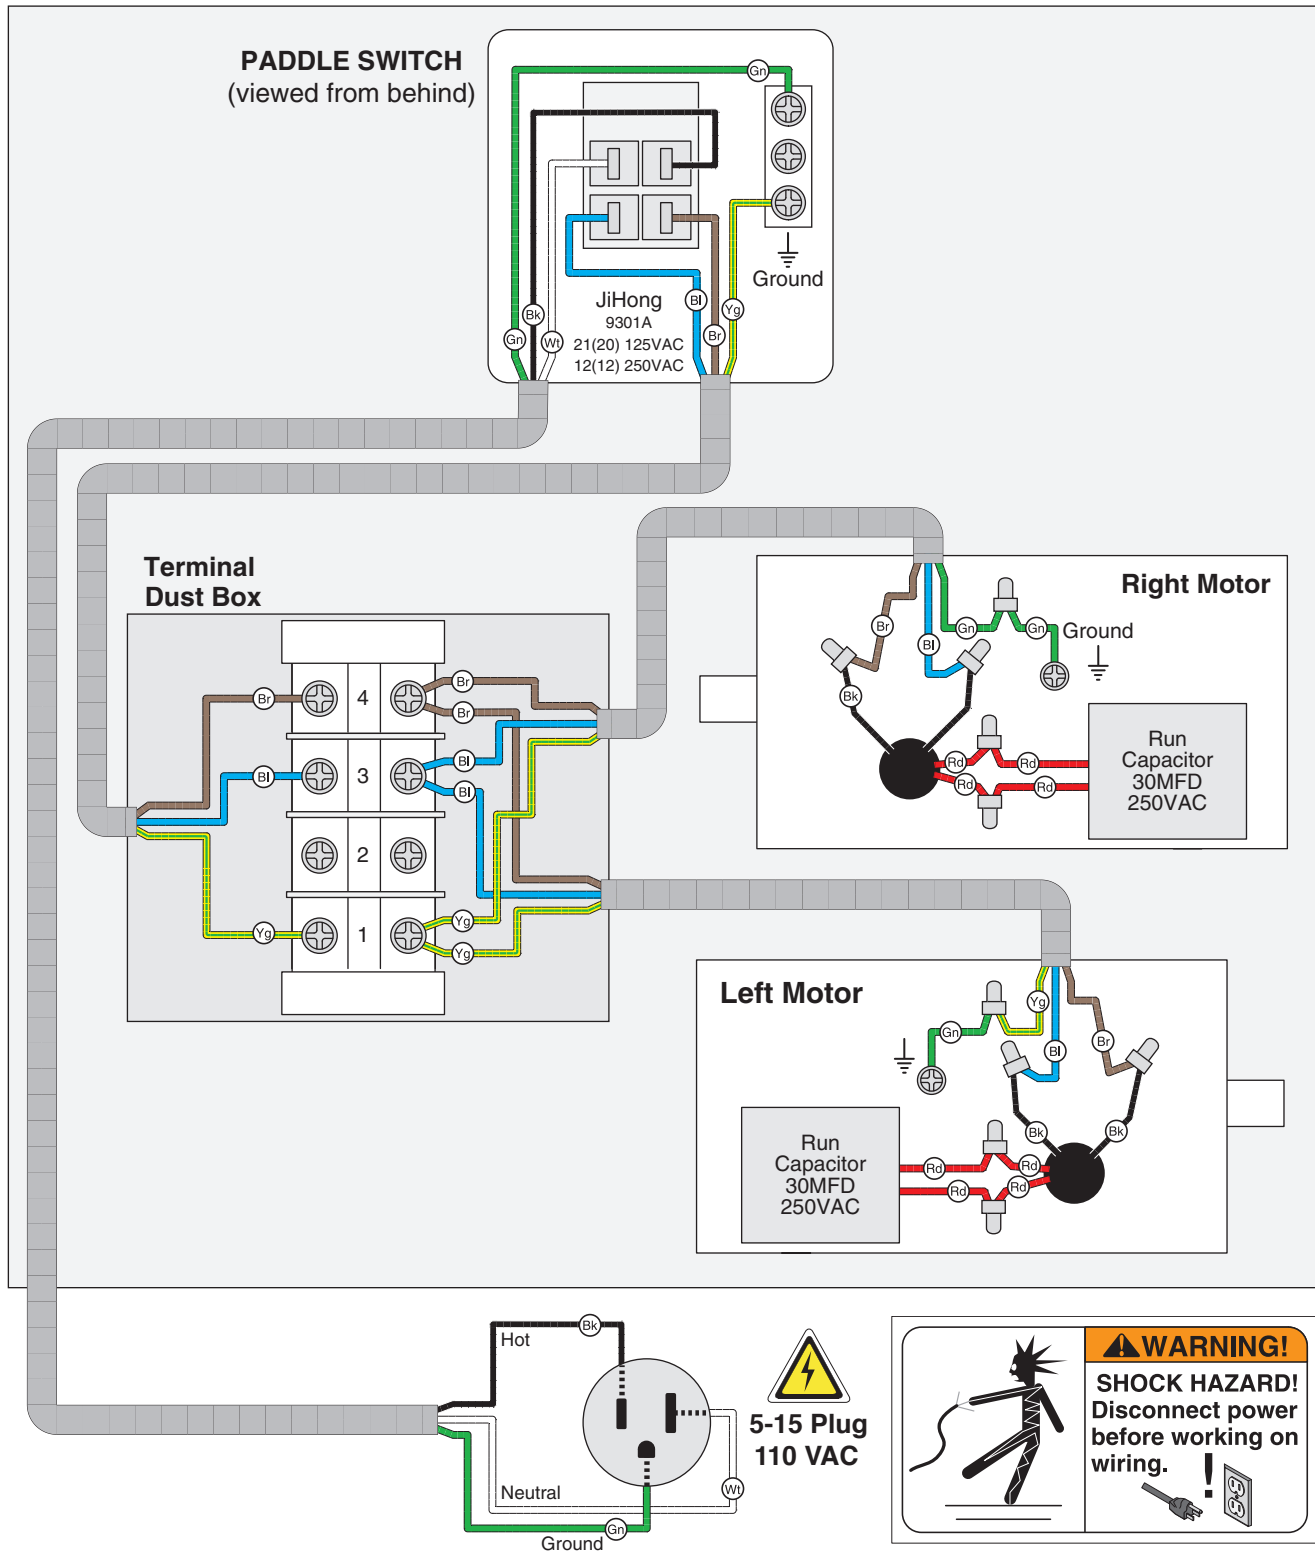 PADDLE SWITCH
(viewed from behind)
Gn
Ground
JiHong
9301A
21(20) 125VAC
12(12) 250VAC
Bk
Gn
Wt
Bl
Br
Yg
Terminal
Dust Box
Br
4
Br
Br
Bl
3
Bl
Bl
2
Yg
1
Yg
Yg
Right Motor
Br
Bl
Gn
Gn
Ground
Bk
Rd
Rd
Rd
Rd
Run
Capacitor
30MFD
250VAC
Left Motor
Yg
Gn
Bl
Br
Bk
Bk
Run
Capacitor
30MFD
250VAC
Rd
Rd
Rd
Rd
Hot
Bk
Neutral
Wt
Ground
Gn
5-15 Plug
110 VAC
WARNING!
SHOCK HAZARD!
Disconnect power
before working on
wiring.
!